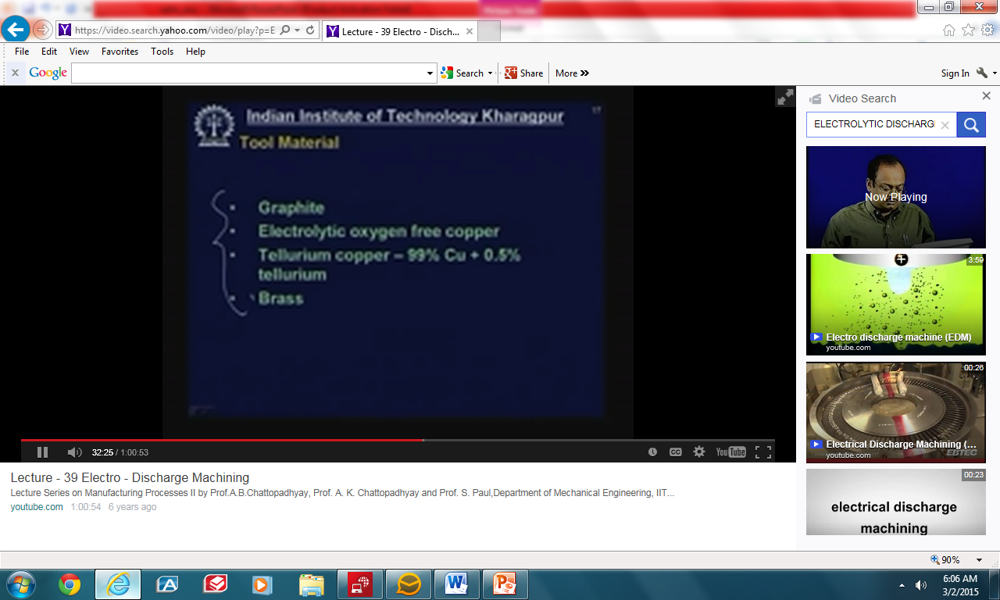 https://video.search.yahoo.com/video/play?p=E
Lecture - 39 Electro - Disch...
File Edit View Favorites Tools Help
Google
Search
Share
More
Sign In
Indian Institute of Technology Kharagpur
17
Tool Material
• Graphite
• Electrolytic oxygen free copper
• Tellurium copper – 99% Cu + 0.5%
tellurium
• Brass
32:25 / 1:00:53
CC
YouTube
Lecture - 39 Electro - Discharge Machining
Lecture Series on Manufacturing Processes II by Prof.A.B.Chattopadhyay, Prof. A. K. Chattopadhyay and Prof. S. Paul,Department of Mechanical Engineering, IIT...
youtube.com 1:00:54 6 years ago
Video Search
ELECTROLYTIC DISCHARG
Now Playing
3:59
Electro discharge machine (EDM)
youtube.com
00:26
Electrical Discharge Machining (...
youtube.com
EBTEC
00:23
electrical discharge
machining
90%
6:06 AM
3/2/2015